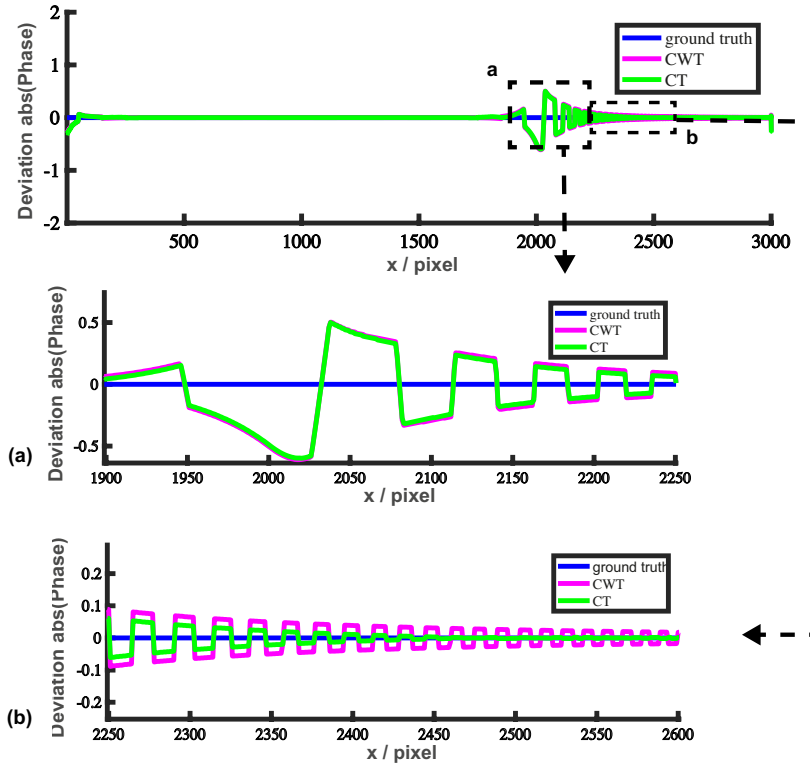 Deviation abs(Phase)
2
1
0
-1
-2
500
1000
1500
2000
2500
3000
x / pixel
ground truth
CWT
CT
a
b
(a)
Deviation abs(Phase)
0.5
0
-0.5
1900
1950
2000
2050
2100
2150
2200
2250
x / pixel
ground truth
CWT
CT
(b)
Deviation abs(Phase)
0.2
0.1
0
-0.1
-0.2
2250
2300
2350
2400
2450
2500
2550
2600
x / pixel
ground truth
CWT
CT